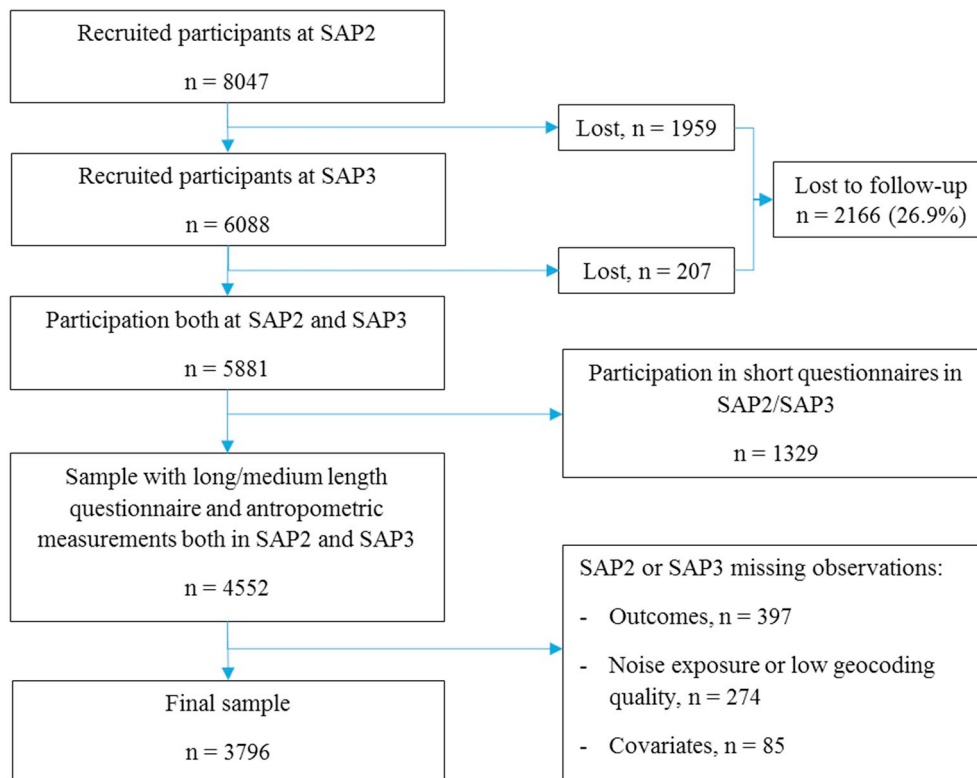 Recruited participants at SAP2
n = 8047
Lost, n = 1959
Recruited participants at SAP3
n = 6088
Lost to follow-up
n = 2166 (26.9%)
Lost, n = 207
Participation both at SAP2 and SAP3
n = 5881
Participation in short questionnaires in
SAP2/SAP3
n = 1329
Sample with long/medium length
questionnaire and antropometric
measurements both in SAP2 and SAP3
n = 4552
SAP2 or SAP3 missing observations:
- Outcomes, n = 397
- Noise exposure or low geocoding
quality, n = 274
- Covariates, n = 85
Final sample
n = 3796